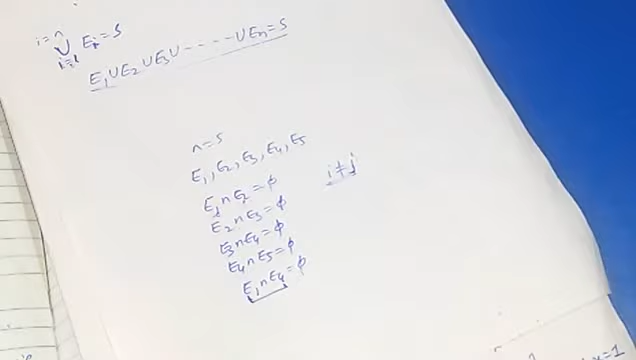 i=n
∪ Ei = S
i=1
E1 ∪ E2 ∪ E3 ∪ ----- ∪ En = S
n = 5
E1, E2, E3, E4, E5
E1 ∩ E2 = ϕ
i ≠ j
E2 ∩ E3 = ϕ
E3 ∩ E4 = ϕ
E4 ∩ E5 = ϕ
E1 ∩ E4 = ϕ
x = 1